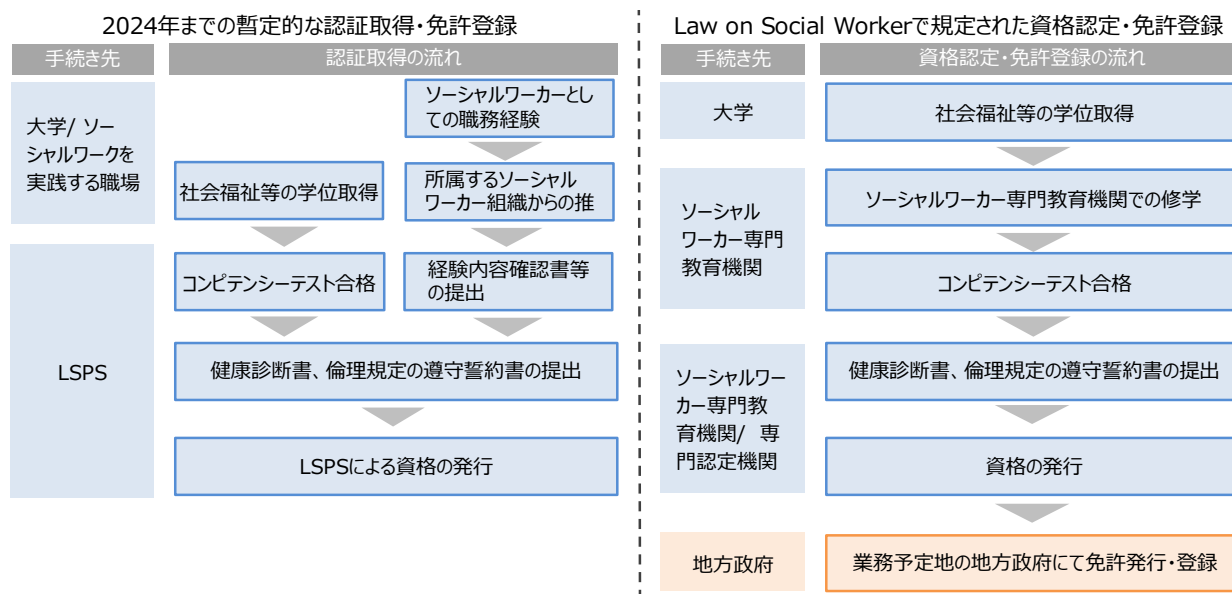 2024年までの暫定的な認証取得・免許登録
手続き先
認証取得の流れ
大学/ ソー
シャルワークを
実践する職場
ソーシャルワーカーとし
ての職務経験
社会福祉等の学位取得
所属するソーシャル
ワーカー組織からの推
LSPS
コンピテンシーテスト合格
経験内容確認書等
の提出
健康診断書、倫理規定の遵守誓約書の提出
LSPSによる資格の発行
Law on Social Workerで規定された資格認定・免許登録
手続き先
資格認定・免許登録の流れ
大学
社会福祉等の学位取得
ソーシャル
ワーカー専門
教育機関
ソーシャルワーカー専門教育機関での修学
コンピテンシーテスト合格
ソーシャルワー
カー専門教
育機関/ 専
門認定機関
健康診断書、倫理規定の遵守誓約書の提出
資格の発行
地方政府
業務予定地の地方政府にて免許発行・登録